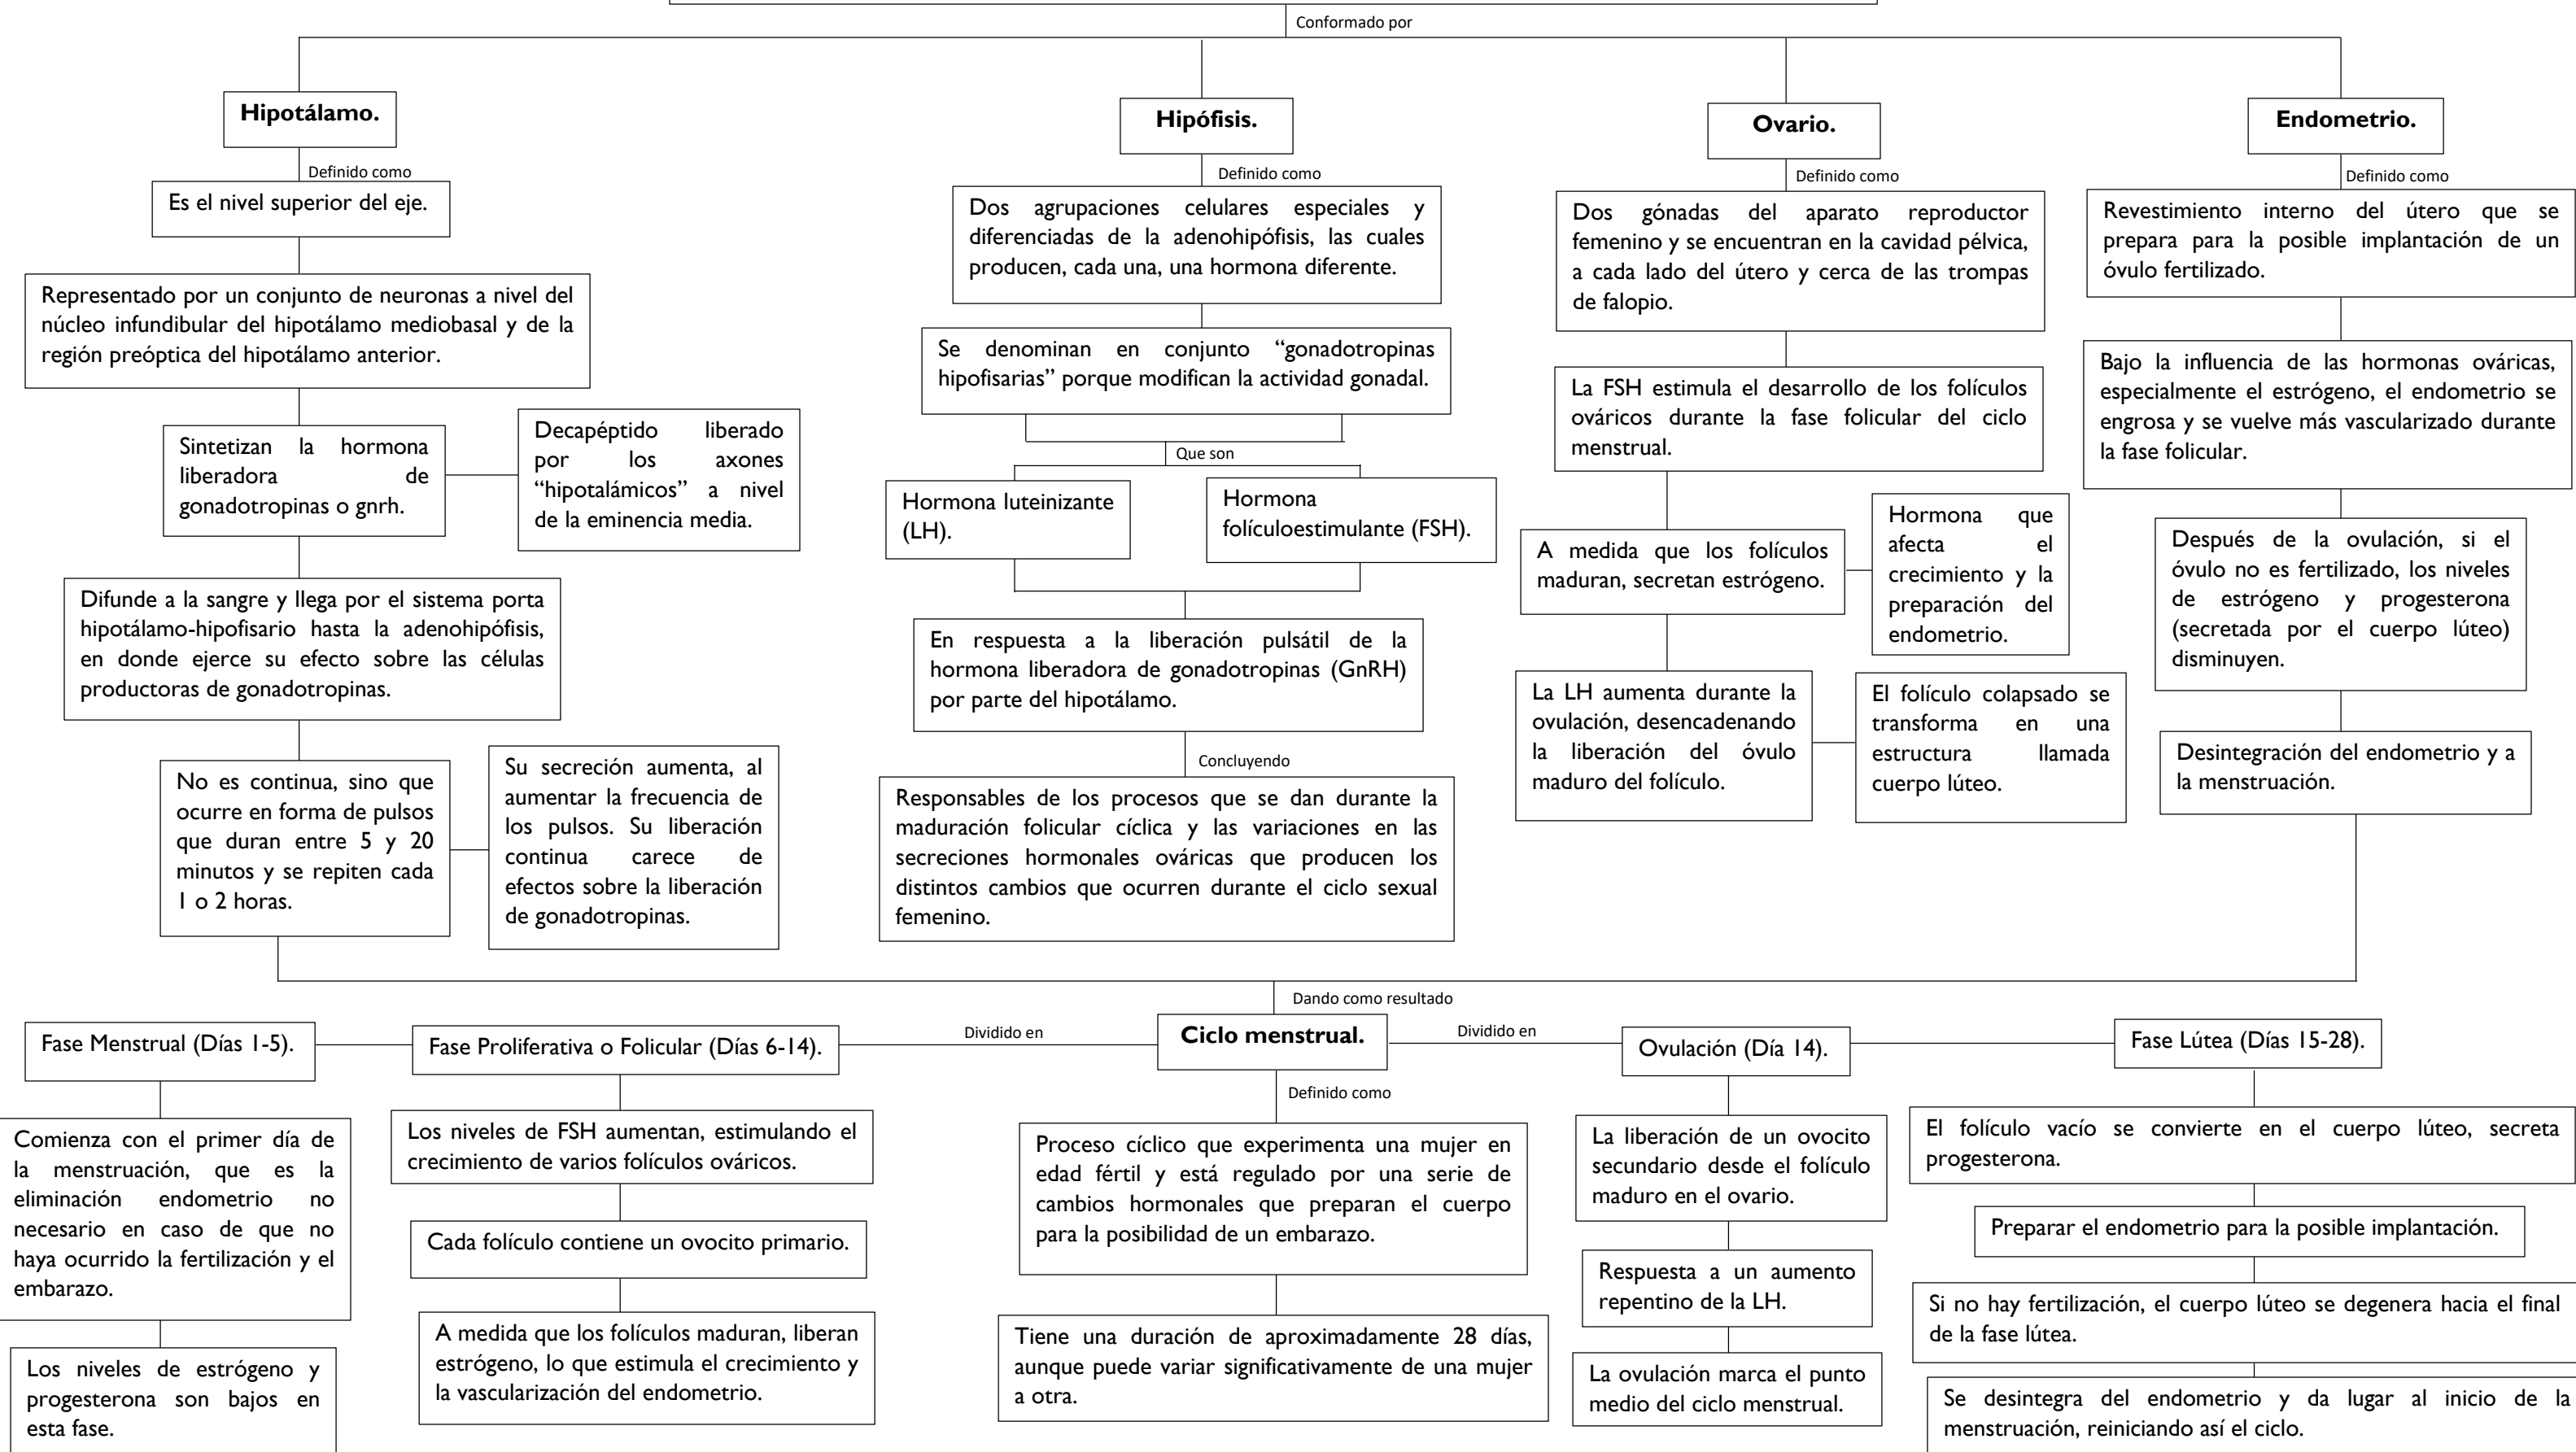 Conformado por
Hipotálamo.
Definido como
Es el nivel superior del eje.
Representado por un conjunto de neuronas a nivel del
núcleo infundibular del hipotálamo mediobasal y de la
región preóptica del hipotálamo anterior.
Sintetizan la hormona
liberadora de
gonadotropinas o gnrh.
Decapéptido liberado
por los axones
“hipotalámicos” a nivel
de la eminencia media.
Difunde a la sangre y llega por el sistema porta
hipotálamo-hipofisario hasta la adenohipófisis,
en donde ejerce su efecto sobre las células
productoras de gonadotropinas.
No es continua, sino que
ocurre en forma de pulsos
que duran entre 5 y 20
minutos y se repiten cada
1 o 2 horas.
Su secreción aumenta, al
aumentar la frecuencia de
los pulsos. Su liberación
continua carece de
efectos sobre la liberación
de gonadotropinas.
Hipófisis.
Definido como
Dos agrupaciones celulares especiales y
diferenciadas de la adenohipófisis, las cuales
producen, cada una, una hormona diferente.
Se denominan en conjunto “gonadotropinas
hipofisarias” porque modifican la actividad gonadal.
Que son
Hormona luteinizante
(LH).
Hormona
folículoestimulante (FSH).
En respuesta a la liberación pulsátil de la
hormona liberadora de gonadotropinas (GnRH)
por parte del hipotálamo.
Concluyendo
Responsables de los procesos que se dan durante la
maduración folicular cíclica y las variaciones en las
secreciones hormonales ováricas que producen los
distintos cambios que ocurren durante el ciclo sexual
femenino.
Ovario.
Definido como
Dos gónadas del aparato reproductor
femenino y se encuentran en la cavidad pélvica,
a cada lado del útero y cerca de las trompas
de falopio.
La FSH estimula el desarrollo de los folículos
ováricos durante la fase folicular del ciclo
menstrual.
A medida que los folículos
maduran, secretan estrógeno.
Hormona que
afecta el
crecimiento y la
preparación del
endometrio.
La LH aumenta durante la
ovulación, desencadenando
la liberación del óvulo
maduro del folículo.
El folículo colapsado se
transforma en una
estructura llamada
cuerpo lúteo.
Endometrio.
Definido como
Revestimiento interno del útero que se
prepara para la posible implantación de un
óvulo fertilizado.
Bajo la influencia de las hormonas ováricas,
especialmente el estrógeno, el endometrio se
engrosa y se vuelve más vascularizado durante
la fase folicular.
Después de la ovulación, si el
óvulo no es fertilizado, los niveles
de estrógeno y progesterona
(secretada por el cuerpo lúteo)
disminuyen.
Desintegración del endometrio y a
la menstruación.
Dando como resultado
Ciclo menstrual.
Dividido en
Dividido en
Definido como
Proceso cíclico que experimenta una mujer en
edad fértil y está regulado por una serie de
cambios hormonales que preparan el cuerpo
para la posibilidad de un embarazo.
Tiene una duración de aproximadamente 28 días,
aunque puede variar significativamente de una mujer
a otra.
Fase Menstrual (Días 1-5).
Comienza con el primer día de
la menstruación, que es la
eliminación endometrio no
necesario en caso de que no
haya ocurrido la fertilización y el
embarazo.
Los niveles de estrógeno y
progesterona son bajos en
esta fase.
Fase Proliferativa o Folicular (Días 6-14).
Los niveles de FSH aumentan, estimulando el
crecimiento de varios folículos ováricos.
Cada folículo contiene un ovocito primario.
A medida que los folículos maduran, liberan
estrógeno, lo que estimula el crecimiento y
la vascularización del endometrio.
Ovulación (Día 14).
La liberación de un ovocito
secundario desde el folículo
maduro en el ovario.
Respuesta a un aumento
repentino de la LH.
La ovulación marca el punto
medio del ciclo menstrual.
Fase Lútea (Días 15-28).
El folículo vacío se convierte en el cuerpo lúteo, secreta
progesterona.
Preparar el endometrio para la posible implantación.
Si no hay fertilización, el cuerpo lúteo se degenera hacia el final
de la fase lútea.
Se desintegra del endometrio y da lugar al inicio de la
menstruación, reiniciando así el ciclo.